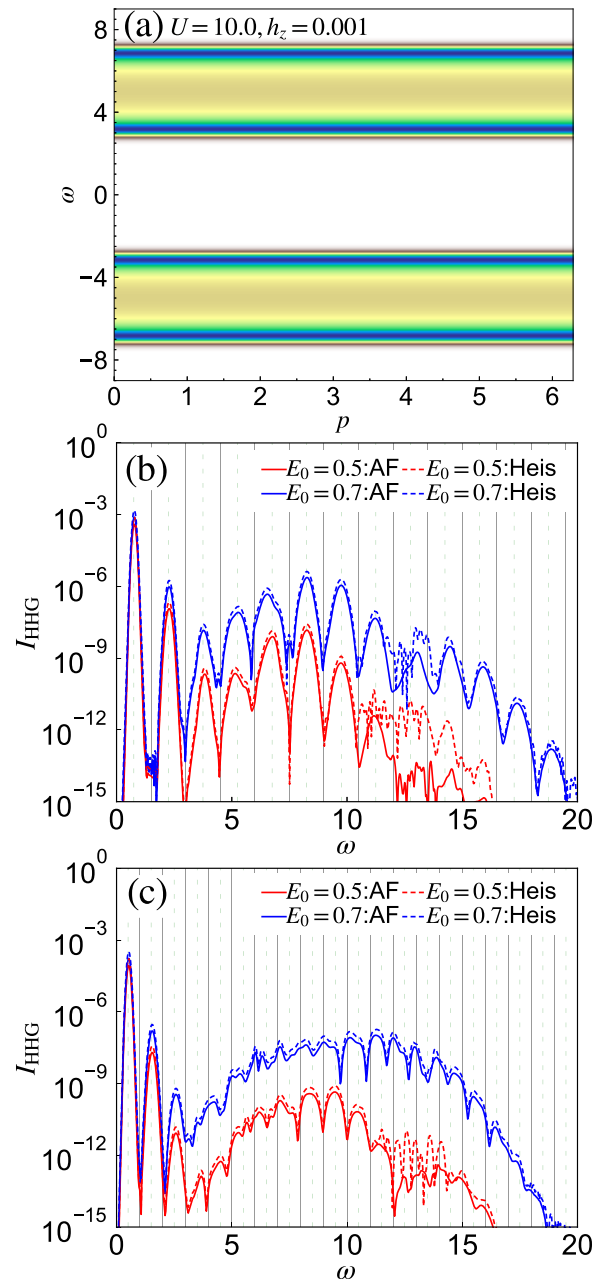 (a) U = 10.0, h_z = 0.001
8
4
0
−4
−8
ω
0 1 2 3 4 5 6
p
(b)
E_0 = 0.5:AF E_0 = 0.5:Heis
E_0 = 0.7:AF E_0 = 0.7:Heis
10^0
10^−3
10^−6
10^−9
10^−12
10^−15
I_HHG
0 5 10 15 20
ω
(c)
E_0 = 0.5:AF E_0 = 0.5:Heis
E_0 = 0.7:AF E_0 = 0.7:Heis
10^0
10^−3
10^−6
10^−9
10^−12
10^−15
I_HHG
0 5 10 15 20
ω